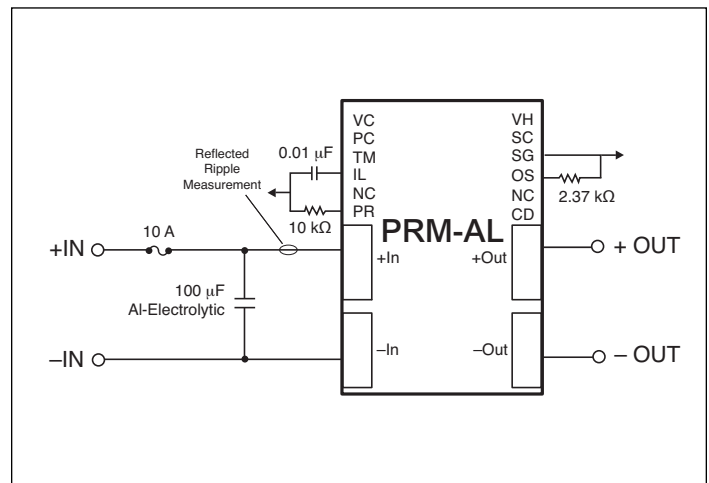 VC
PC
TM
IL
NC
PR
VH
SC
SG
OS
NC
CD
Reflected
Ripple
Measurement
0.01 μF
10 kΩ
2.37 kΩ
PRM-AL
10 A
+IN
+In
+Out
+ OUT
100 μF
Al-Electrolytic
–IN
–In
–Out
– OUT